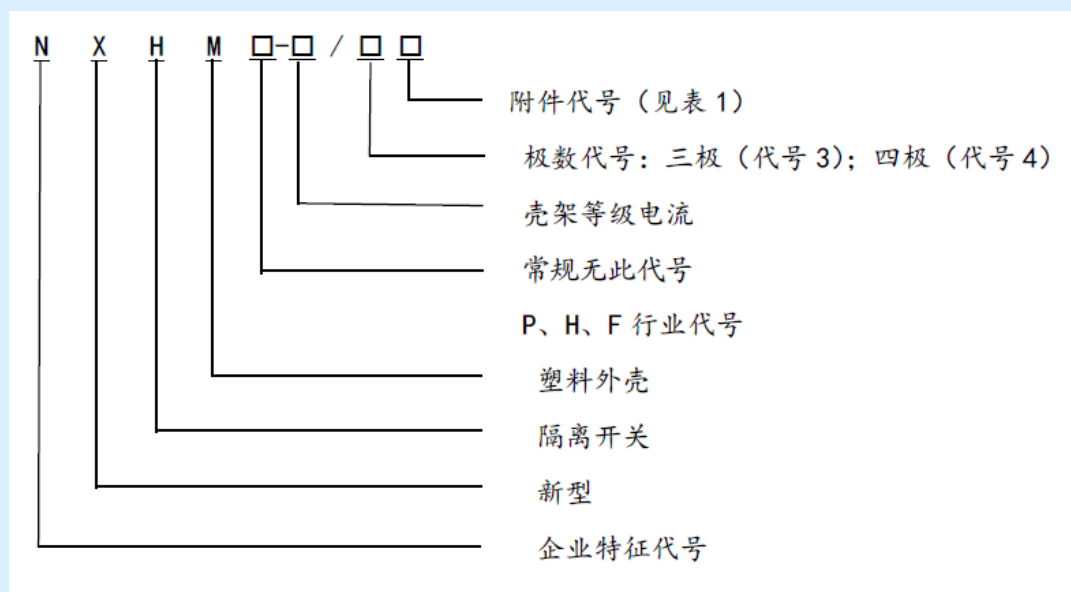 N X H M □-□ / □ □
附件代号（见表 1）
极数代号：三极（代号 3）；四极（代号 4）
壳架等级电流
常规无此代号
P、H、F 行业代号
塑料外壳
隔离开关
新型
企业特征代号